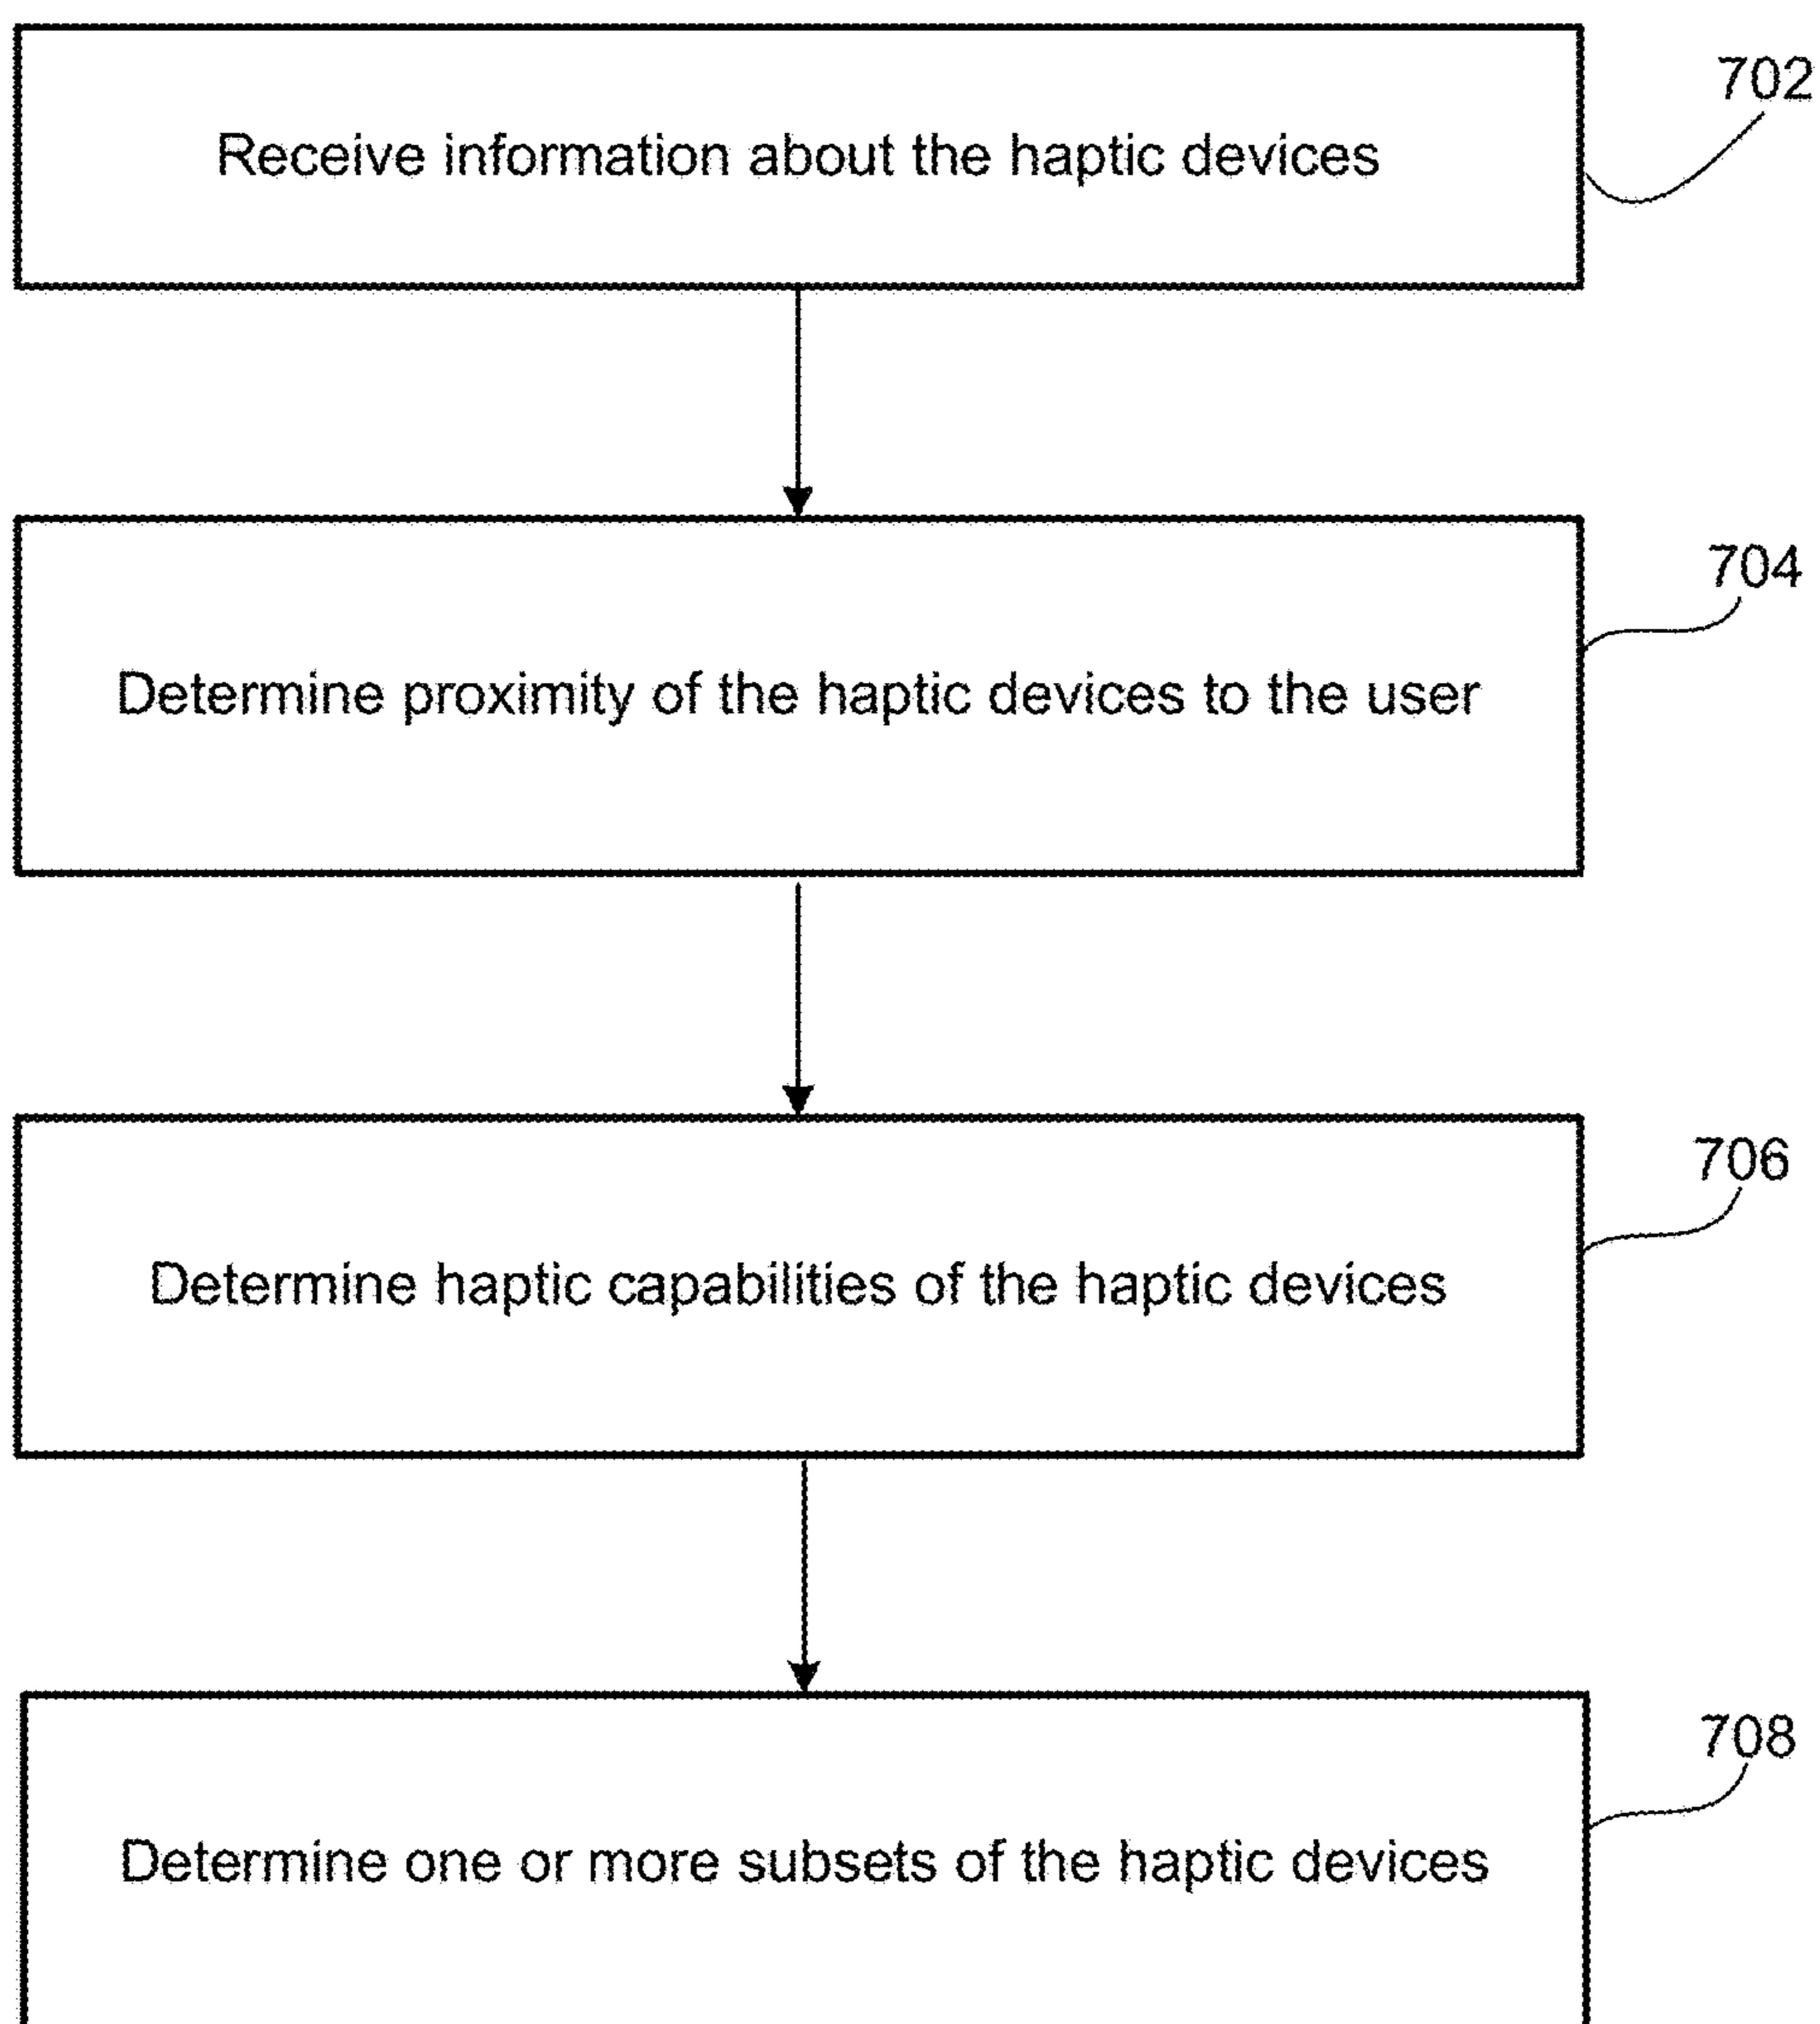 702
Receive information about the haptic devices
704
Determine proximity of the haptic devices to the user
706
Determine haptic capabilities of the haptic devices
708
Determine one or more subsets of the haptic devices